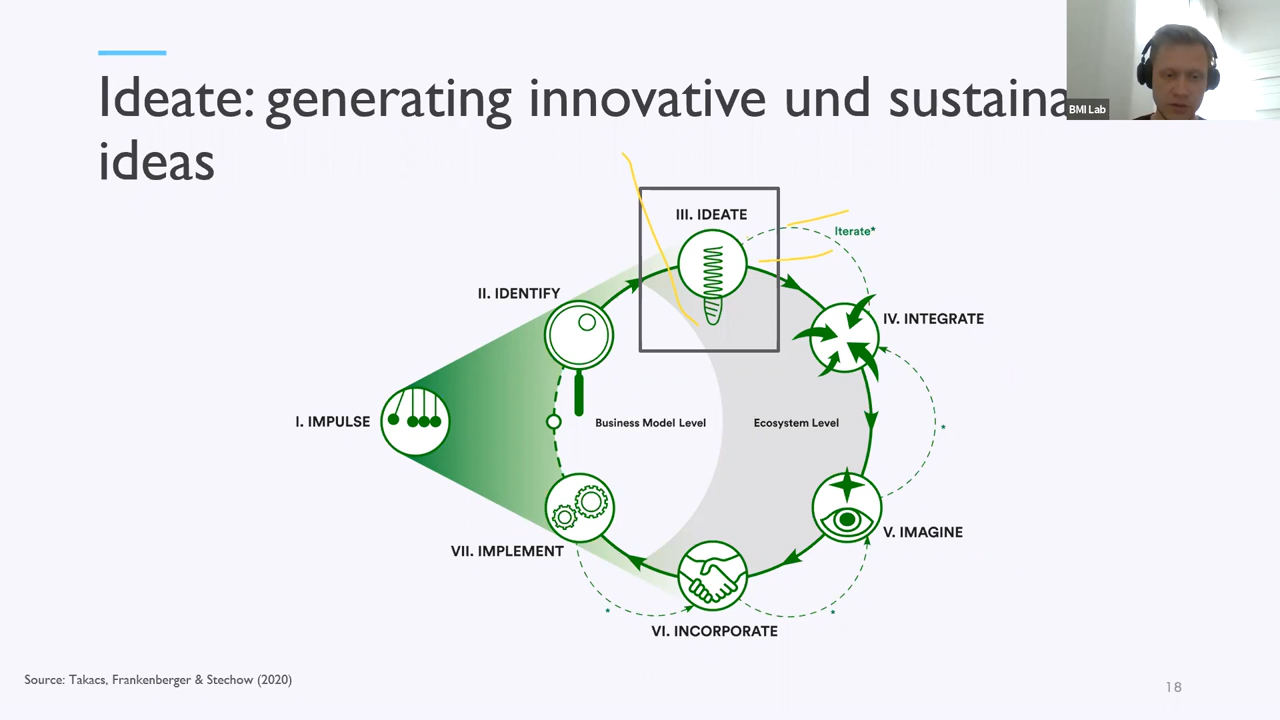 Ideate: generating innovative und sustaina
ideas
BMI Lab
III. IDEATE
Iterate*
II. IDENTIFY
IV. INTEGRATE
I. IMPULSE
Business Model Level
Ecosystem Level
*
V. IMAGINE
VII. IMPLEMENT
*
*
VI. INCORPORATE
Source: Takacs, Frankenberger & Stechow (2020)
18